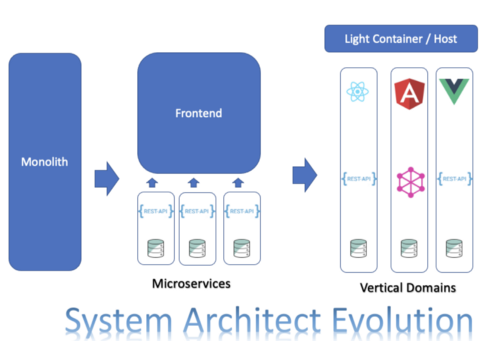 Light Container / Host
Monolith
Frontend
{REST-API}
{REST-API}
{REST-API}
Microservices
A
{REST-API}
{REST-API}
Vertical Domains
System Architect Evolution